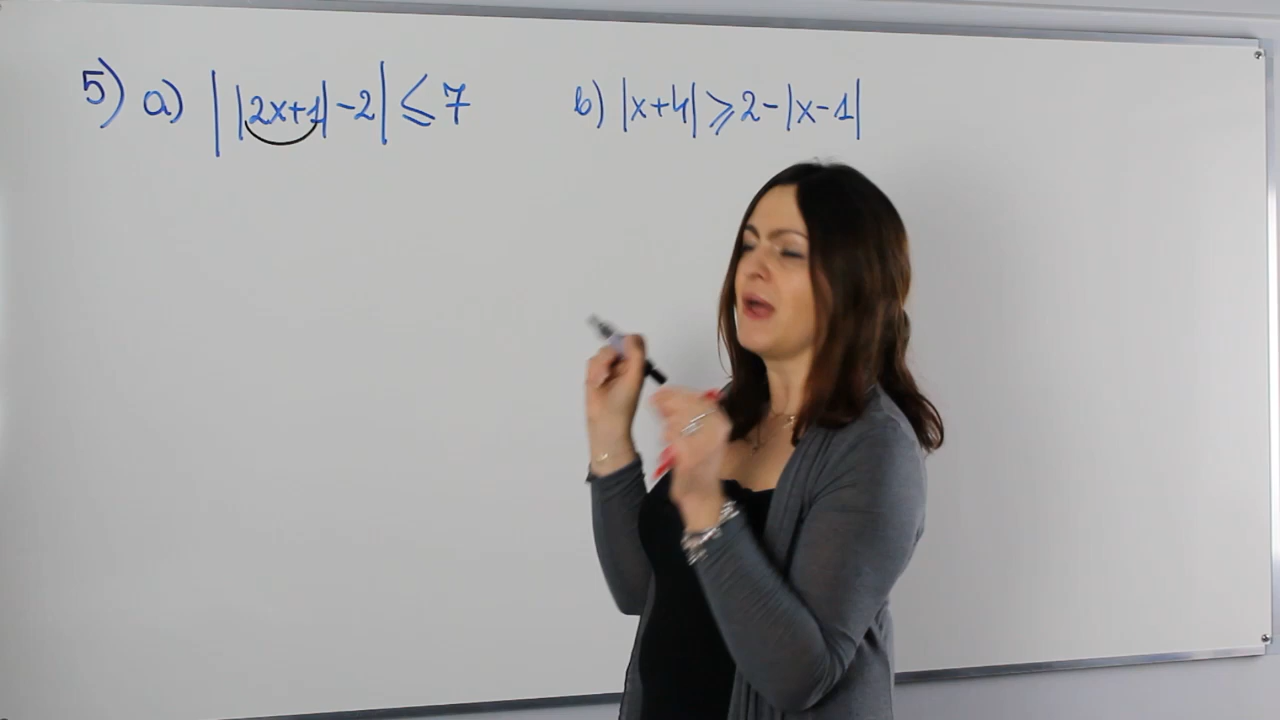 5) a) | |2x+1| -2| ⩽ 7 b) |x+4| ⩾ 2-|x-1|